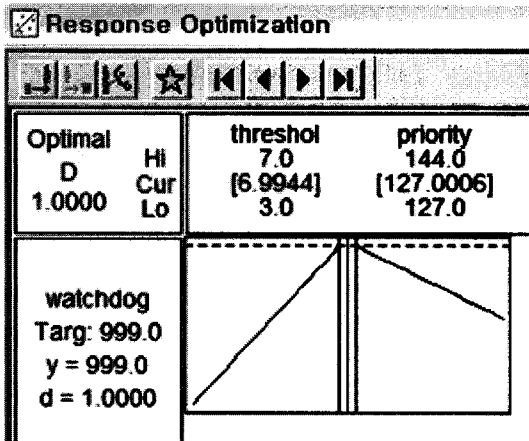 Response Optimization
Optimal
D
1.0000
Hi
Cur
Lo
threshol
7.0
[6.9944]
3.0
priority
144.0
[127.0006]
127.0
watchdog
Targ: 999.0
y = 999.0
d = 1.0000